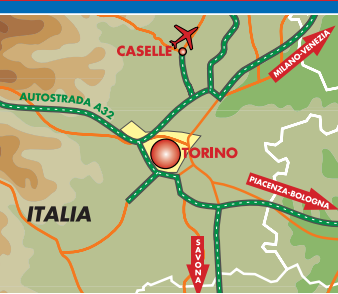 CASELLE
MILANO-VENEZIA
AUTOSTRADA A32
TORINO
PIACENZA-BOLOGNA
ITALIA
SAVONA